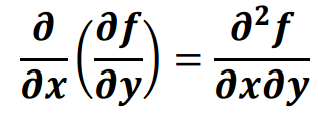 ∂/∂x (∂f/∂y) = ∂²f/∂x∂y